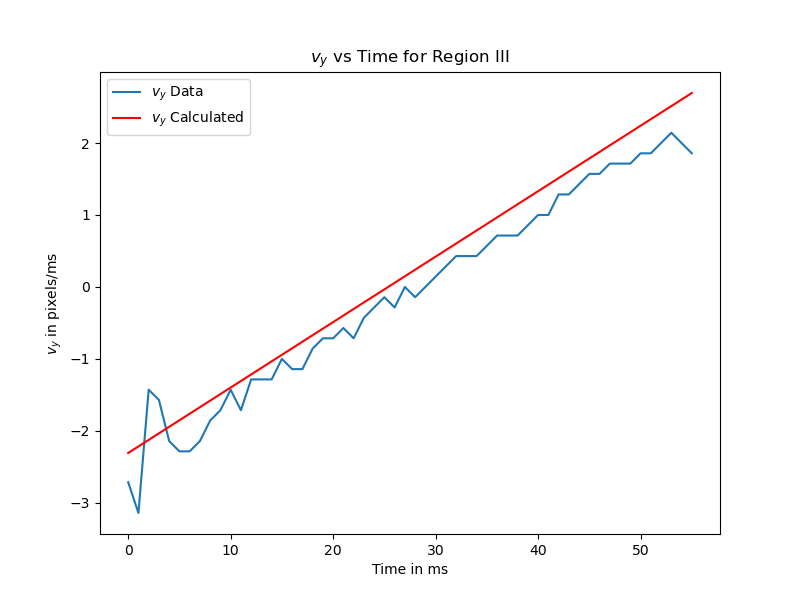 v_y vs Time for Region III
v_y Data
v_y Calculated
2
1
0
−1
−2
−3
v_y in pixels/ms
0 10 20 30 40 50
Time in ms